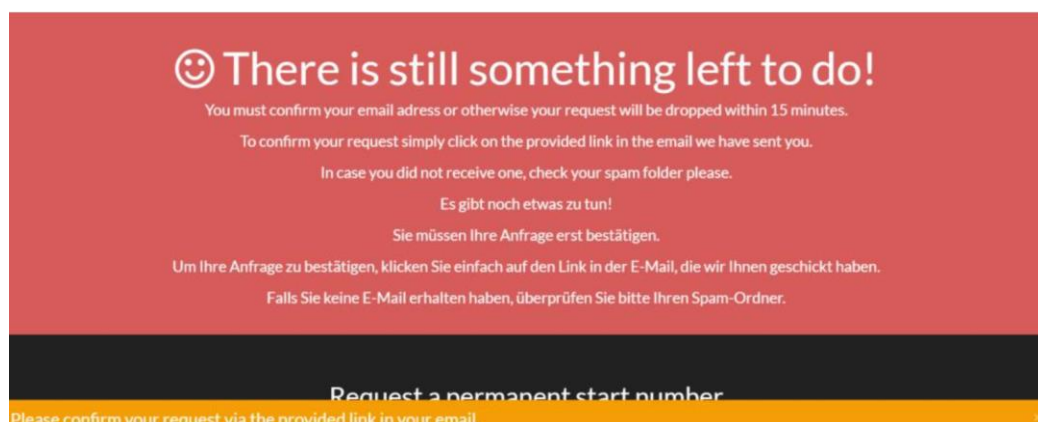 There is still something left to do!
You must confirm your email adress or otherwise your request will be dropped within 15 minutes.
To confirm your request simply click on the provided link in the email we have sent you.
In case you did not receive one, check your spam folder please.
Es gibt noch etwas zu tun!
Sie müssen Ihre Anfrage erst bestätigen.
Um Ihre Anfrage zu bestätigen, klicken Sie einfach auf den Link in der E-Mail, die wir Ihnen geschickt haben.
Falls Sie keine E-Mail erhalten haben, überprüfen Sie bitte Ihren Spam-Ordner.
Request a permanent start number
Please confirm your request via the provided link in your email